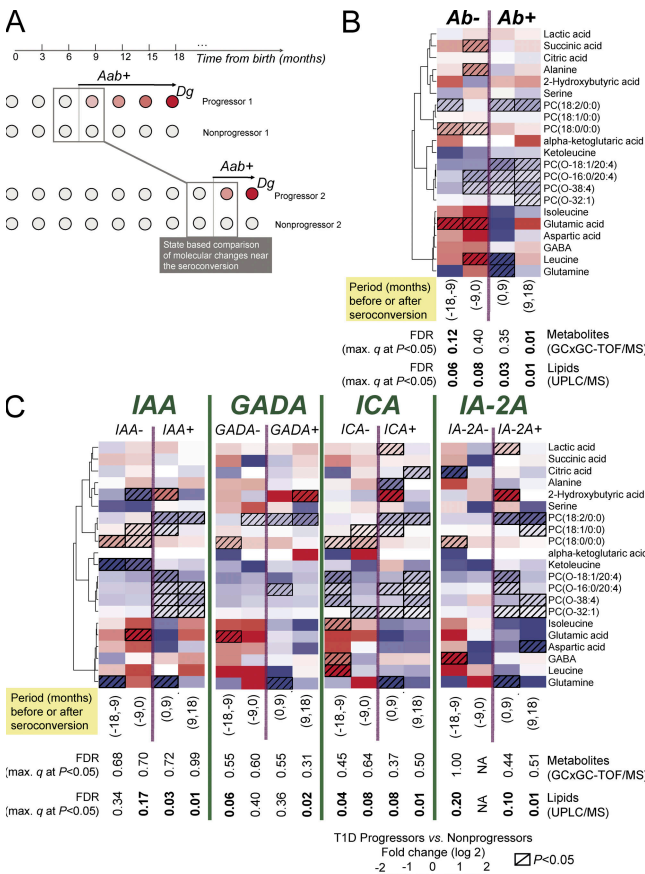 A
...
0 3 6 9 12 15 18 Time from birth (months)
Aab+
Dg
Progressor 1
Nonprogressor 1
Aab+
Dg
Progressor 2
Nonprogressor 2
State based comparison
of molecular changes near
the seroconversion
B
Ab- Ab+
Lactic acid
Succinic acid
Citric acid
Alanine
2-Hydroxybutyric acid
Serine
PC(18:2/0:0)
PC(18:1/0:0)
PC(18:0/0:0)
alpha-ketoglutaric acid
Ketoleucine
PC(O-18:1/20:4)
PC(O-16:0/20:4)
PC(O-38:4)
PC(O-32:1)
Isoleucine
Glutamic acid
Aspartic acid
GABA
Leucine
Glutamine
Period (months)
before or after
seroconversion
(-18,-9) (-9,0) (0,9) (9,18)
FDR
(max. q at P<0.05)
0.12 0.40 0.35 0.01
Metabolites
(GCxGC-TOF/MS)
FDR
(max. q at P<0.05)
0.06 0.08 0.03 0.01
Lipids
(UPLC/MS)
C
IAA GADA ICA IA-2A
IAA- IAA+ GADA- GADA+ ICA- ICA+ IA-2A- IA-2A+
Lactic acid
Succinic acid
Citric acid
Alanine
2-Hydroxybutyric acid
Serine
PC(18:2/0:0)
PC(18:1/0:0)
PC(18:0/0:0)
alpha-ketoglutaric acid
Ketoleucine
PC(O-18:1/20:4)
PC(O-16:0/20:4)
PC(O-38:4)
PC(O-32:1)
Isoleucine
Glutamic acid
Aspartic acid
GABA
Leucine
Glutamine
Period (months)
before or after
seroconversion
(-18,-9) (-9,0) (0,9) (9,18) (-18,-9) (-9,0) (0,9) (9,18) (-18,-9) (-9,0) (0,9) (9,18) (-18,-9) (-9,0) (0,9) (9,18)
FDR
(max. q at P<0.05)
0.68 0.70 0.72 0.99 0.55 0.60 0.55 0.31 0.45 0.64 0.37 0.50 1.00 NA 0.44 0.51
Metabolites
(GCxGC-TOF/MS)
FDR
(max. q at P<0.05)
0.34 0.17 0.03 0.01 0.06 0.40 0.36 0.02 0.04 0.08 0.08 0.01 0.20 NA 0.10 0.01
Lipids
(UPLC/MS)
T1D Progressors vs. Nonprogressors
Fold change (log 2)
-2 -1 0 1 2
P<0.05